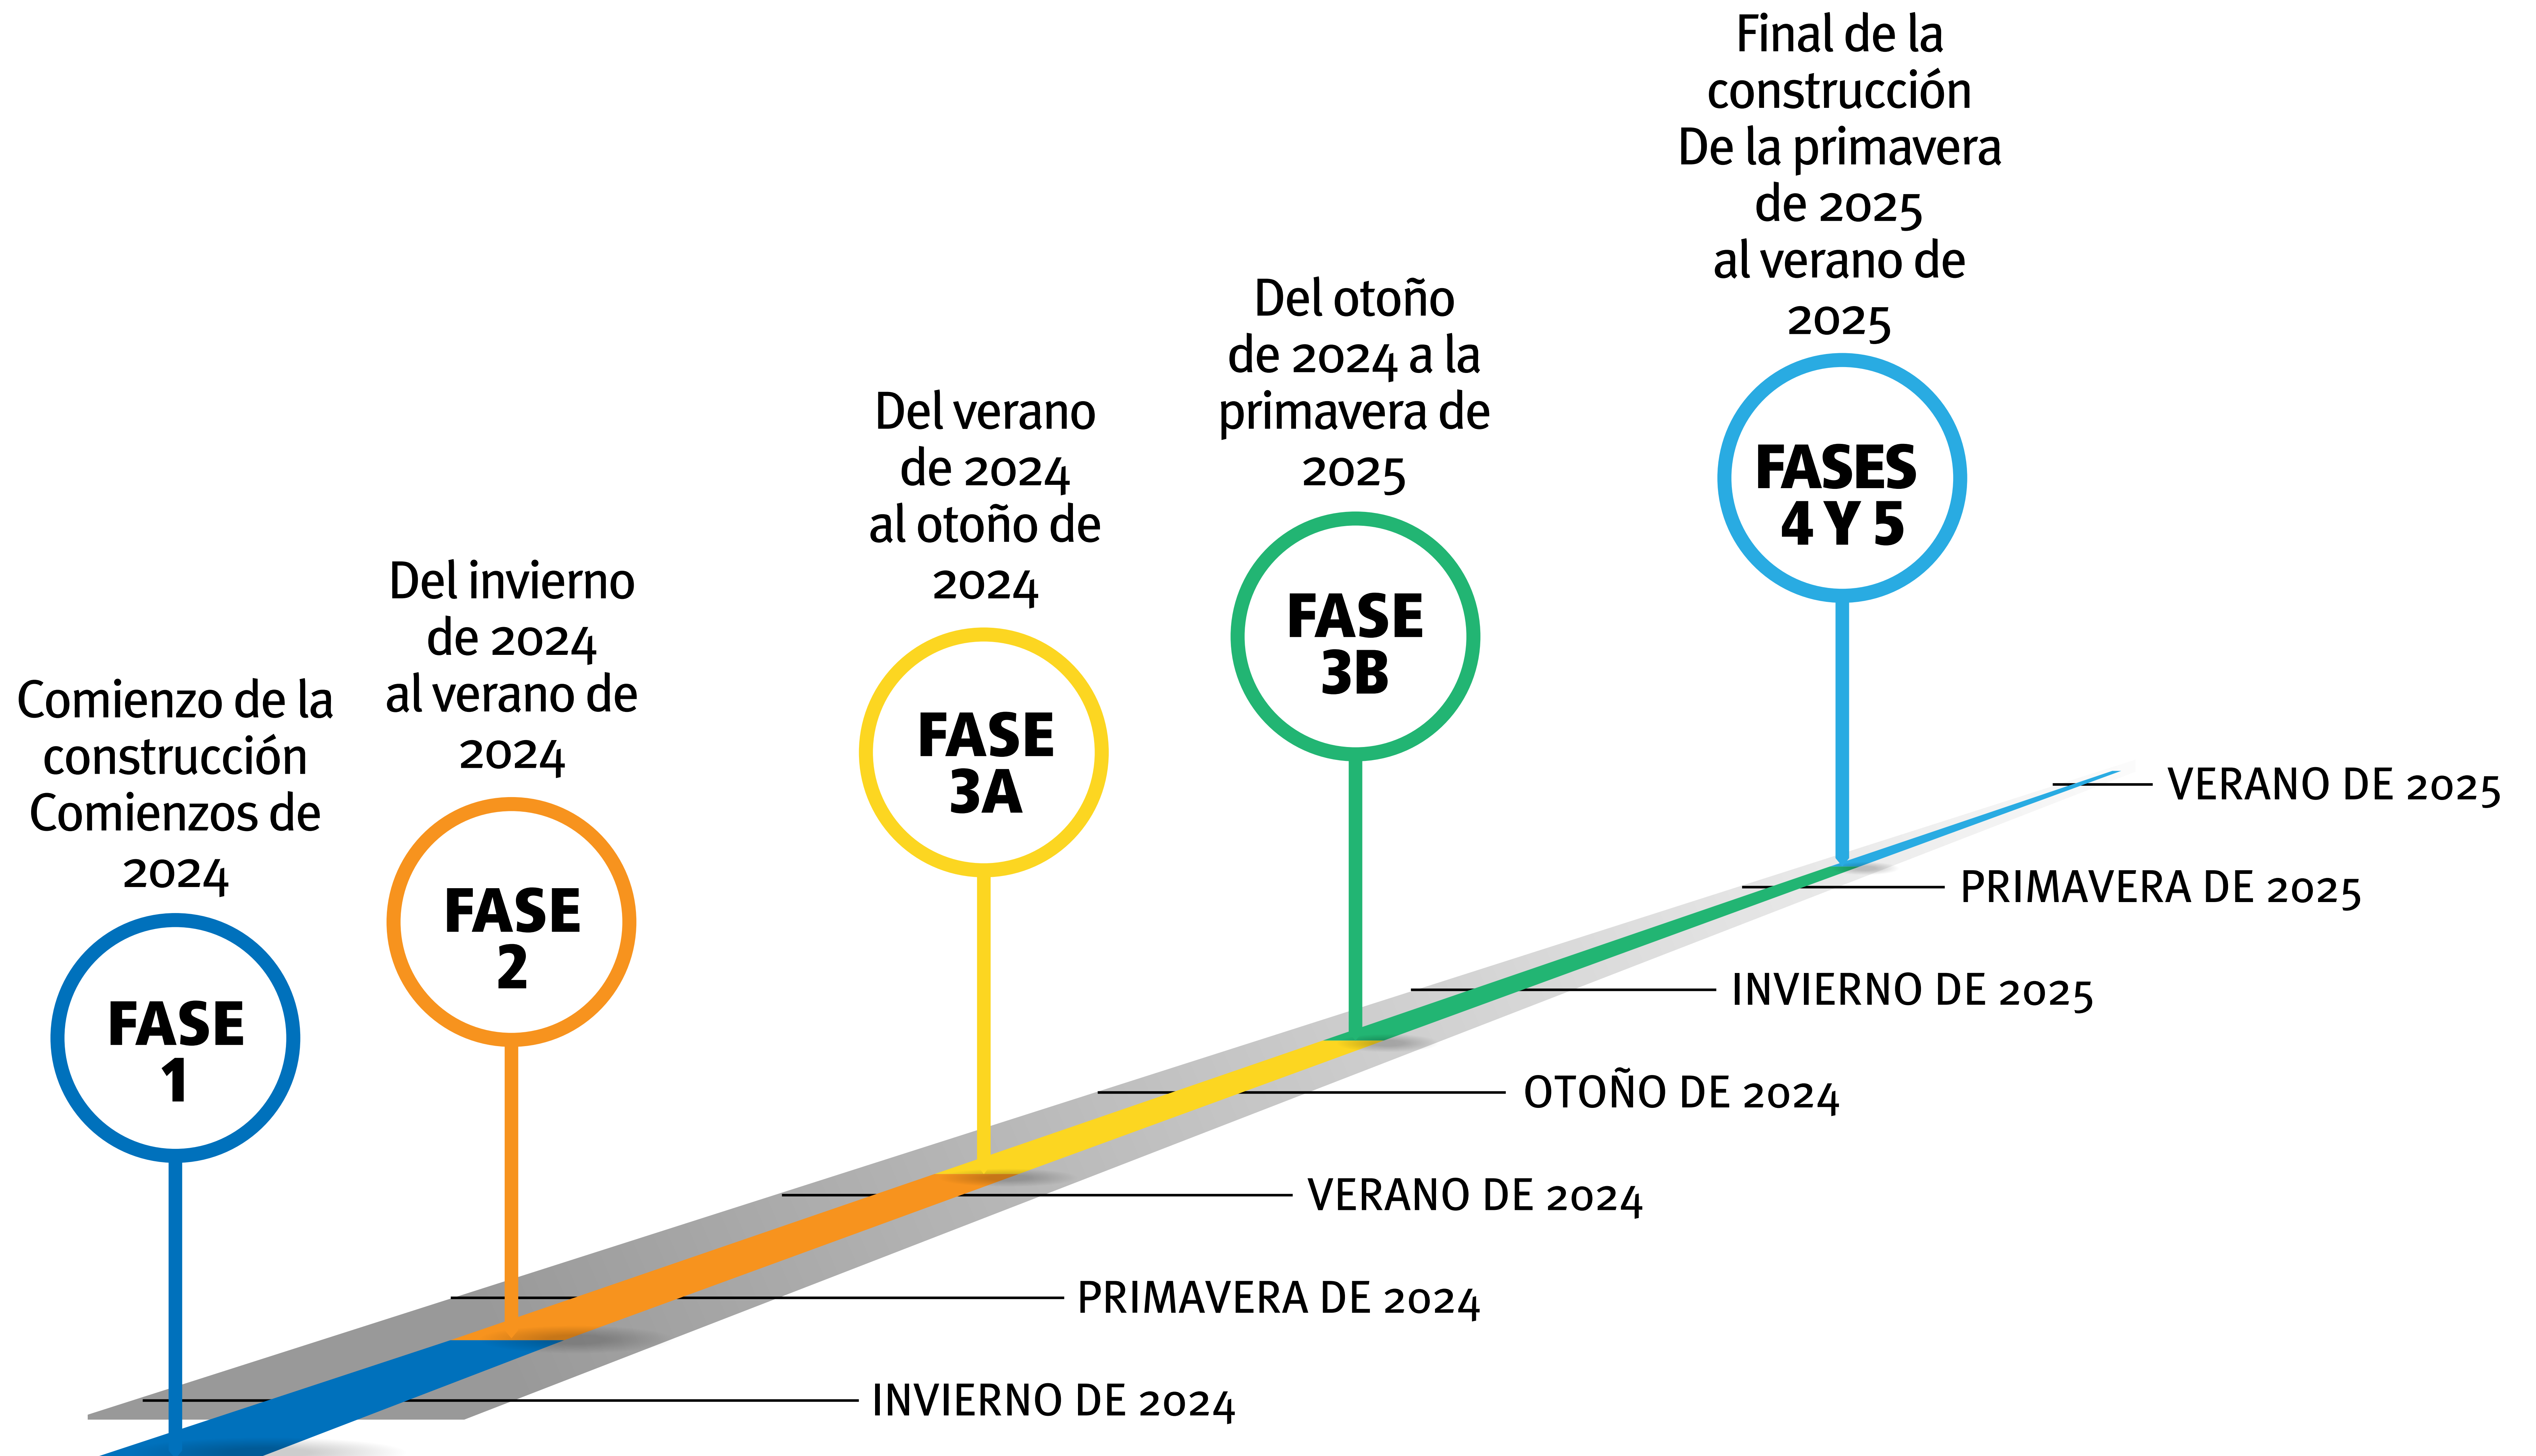 Comienzo de la
construcción
Comienzos de
2024
FASE
1
Del invierno
de 2024
al verano de
2024
FASE
2
Del verano
de 2024
al otoño de
2024
FASE
3A
Del otoño
de 2024 a la
primavera de
2025
FASE
3B
Final de la
construcción
De la primavera
de 2025
al verano de
2025
FASES
4 Y 5
VERANO DE 2025
PRIMAVERA DE 2025
INVIERNO DE 2025
OTOÑO DE 2024
VERANO DE 2024
PRIMAVERA DE 2024
INVIERNO DE 2024